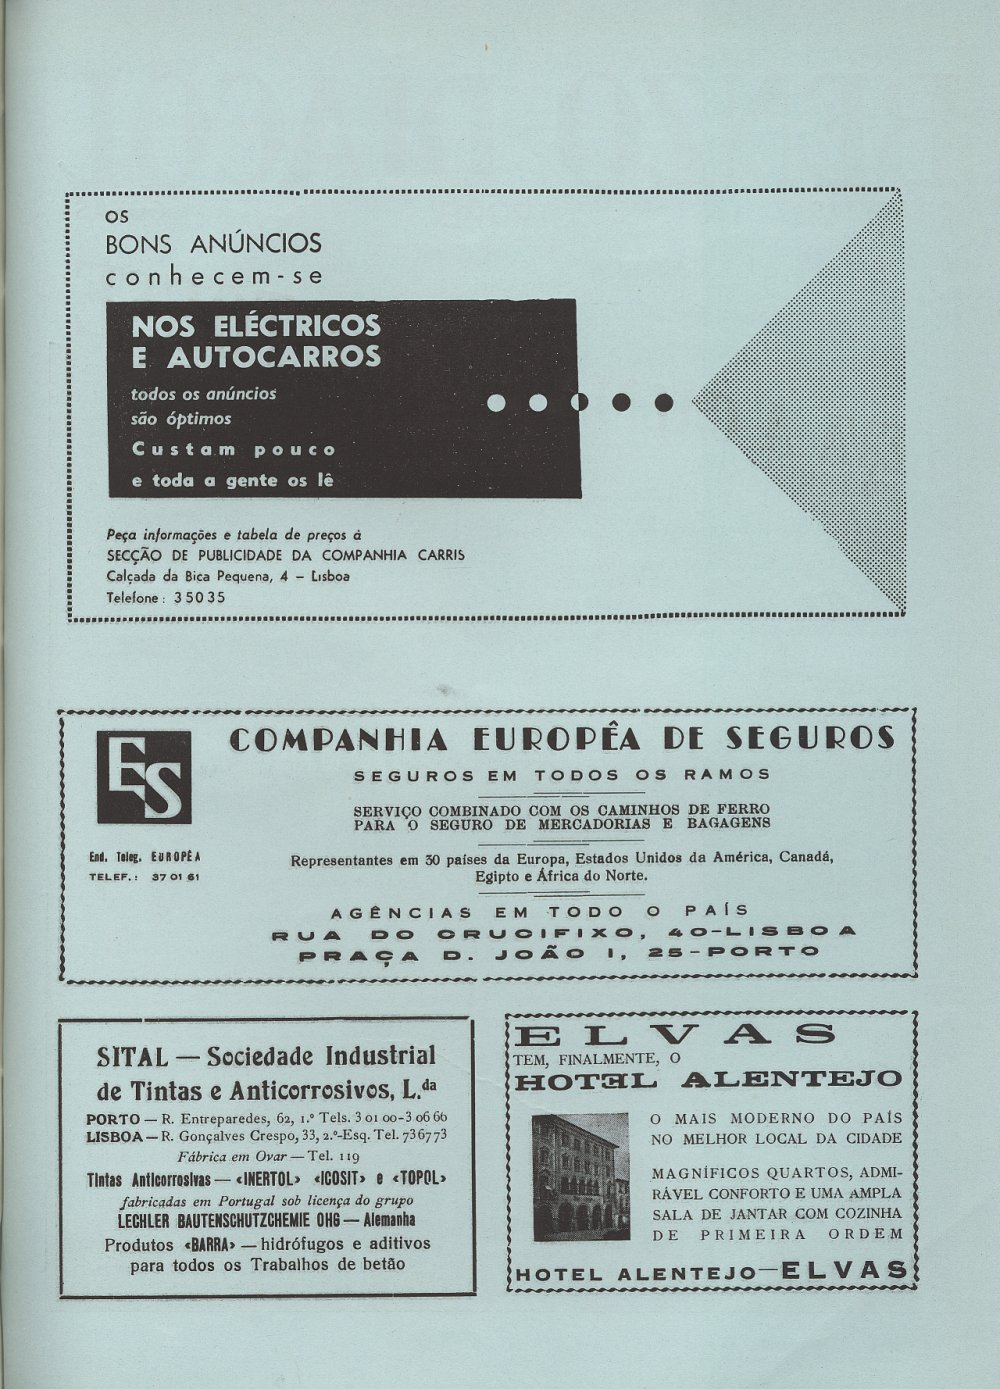 OS
BONS ANÚNCIOS
conhecem-se
NOS ELÉCTRICOS
E AUTOCARROS
todos os anúncios
são óptimos
Custam pouco
e toda a gente os lê
Peça informações e tabela de preços à
SECÇÃO DE PUBLICIDADE DA COMPANHIA CARRIS
Calçada da Bica Pequena, 4 – Lisboa
Telefone: 35035
ES
COMPANHIA EUROPÊA DE SEGUROS
SEGUROS EM TODOS OS RAMOS
SERVIÇO COMBINADO COM OS CAMINHOS DE FERRO
PARA O SEGURO DE MERCADORIAS E BAGAGENS
End. Teleg. EUROPÊA
TELEF.: 37 01 61
Representantes em 30 países da Europa, Estados Unidos da América, Canadá,
Egipto e África do Norte.
AGÊNCIAS EM TODO O PAÍS
RUA DO CRUCIFIXO, 40-LISBOA
PRAÇA D. JOÃO I, 25-PORTO
SITAL — Sociedade Industrial
de Tintas e Anticorrosivos, L.da
PORTO — R. Entreparedes, 62, 1.º Tels. 3 01 00-3 06 66
LISBOA — R. Gonçalves Crespo, 33, 2.º-Esq. Tel. 736773
Fábrica em Ovar — Tel. 119
Tintas Anticorrosivas — «INERTOL» «ICOSIT» e «TOPOL»
fabricadas em Portugal sob licença do grupo
LECHLER BAUTENSCHUTZCHEMIE OHG — Alemanha
Produtos «BARRA» — hidrófugos e aditivos
para todos os Trabalhos de betão
ELVAS
TEM, FINALMENTE, O
HOTEL ALENTEJO
O MAIS MODERNO DO PAÍS
NO MELHOR LOCAL DA CIDADE
MAGNÍFICOS QUARTOS, ADMI-
RÁVEL CONFORTO E UMA AMPLA
SALA DE JANTAR COM COZINHA
DE PRIMEIRA ORDEM
HOTEL ALENTEJO—ELVAS